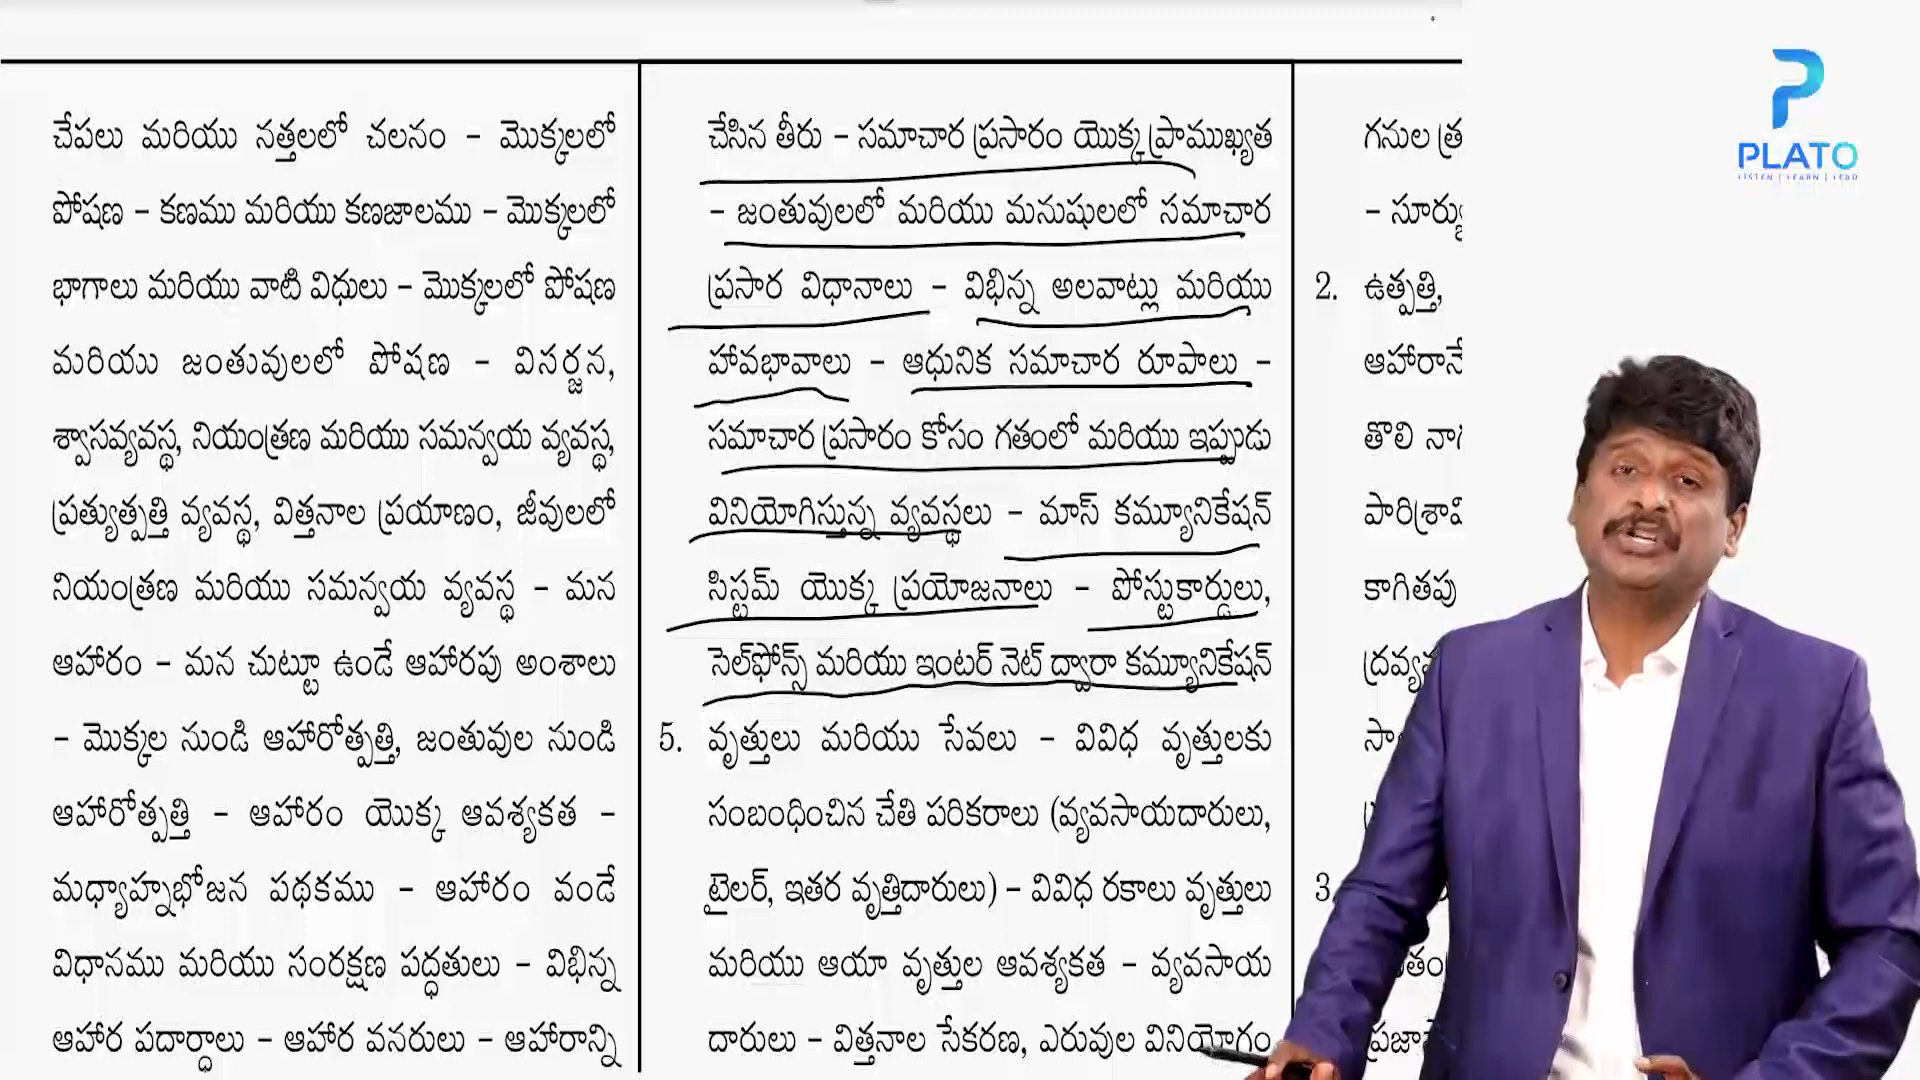 చేపలు మరియు నత్తలలో చలనం – మొక్కలలో
పోషణ – కణము మరియు కణజాలము – మొక్కలలో
భాగాలు మరియు వాటి విధులు – మొక్కలలో పోషణ
మరియు జంతువులలో పోషణ – విసర్జన,
శ్వాసవ్యవస్థ, నియంత్రణ మరియు సమన్వయ వ్యవస్థ,
ప్రత్యుత్పత్తి వ్యవస్థ, విత్తనాల ప్రయాణం, జీవులలో
నియంత్రణ మరియు సమన్వయ వ్యవస్థ – మన
ఆహారం – మన చుట్టూ ఉండే ఆహారపు అంశాలు
– మొక్కల నుండి ఆహారోత్పత్తి, జంతువుల నుండి
ఆహారోత్పత్తి – ఆహారం యొక్క ఆవశ్యకత –
మధ్యాహ్నభోజన పథకము – ఆహారం వండే
విధానము మరియు సంరక్షణ పద్ధతులు – విభిన్న
ఆహార పదార్థాలు – ఆహార వనరులు – ఆహారాన్ని
చేసిన తీరు – సమాచార ప్రసారం యొక్క ప్రాముఖ్యత
– జంతువులలో మరియు మనుషులలో సమాచార
ప్రసార విధానాలు – విభిన్న అలవాట్లు మరియు
హావభావాలు – ఆధునిక సమాచార రూపాలు –
సమాచార ప్రసారం కోసం గతంలో మరియు ఇప్పుడు
వినియోగిస్తున్న వ్యవస్థలు – మాస్ కమ్యూనికేషన్
సిస్టమ్ యొక్క ప్రయోజనాలు – పోస్టుకార్డులు,
సెల్‌ఫోన్స్ మరియు ఇంటర్ నెట్ ద్వారా కమ్యూనికేషన్
5. వృత్తులు మరియు సేవలు – వివిధ వృత్తులకు
సంబంధించిన చేతి పరికరాలు (వ్యవసాయదారులు,
టైలర్, ఇతర వృత్తిదారులు) – వివిధ రకాలు వృత్తులు
మరియు ఆయా వృత్తుల ఆవశ్యకత – వ్యవసాయ
దారులు – విత్తనాల సేకరణ, ఎరువుల వినియోగం
గనుల
2. ఉత్పత్తి,
తొలి
కాగితపు
3
PLATO
LISTEN | LEARN | LEAD